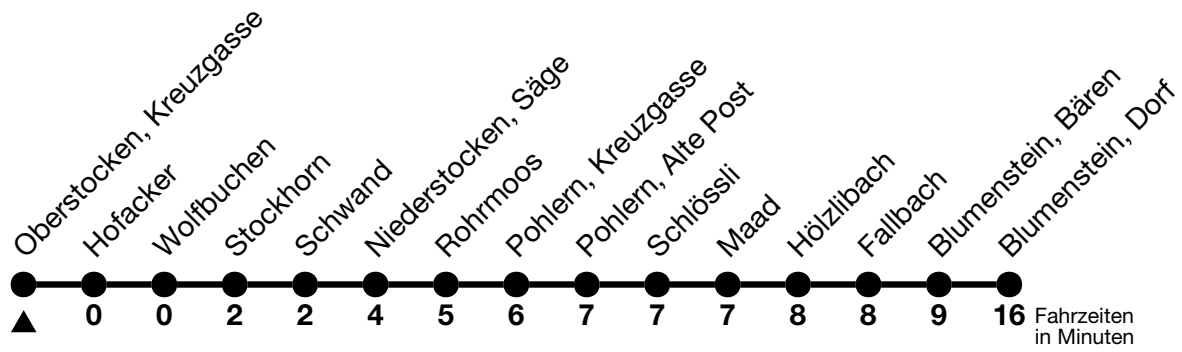 Oberstocken, Kreuzgasse
Hofacker
Wolfbuchen
Stockhorn
Schwand
Niederstocken, Säge
Rohrmoos
Pohlern, Kreuzgasse
Pohlern, Alte Post
Schlössli
Maad
Hölzlibach
Fallbach
Blumenstein, Bären
Blumenstein, Dorf
0 0 2 2 4 5 6 7 7 7 8 8 9 16 Fahrzeiten
in Minuten